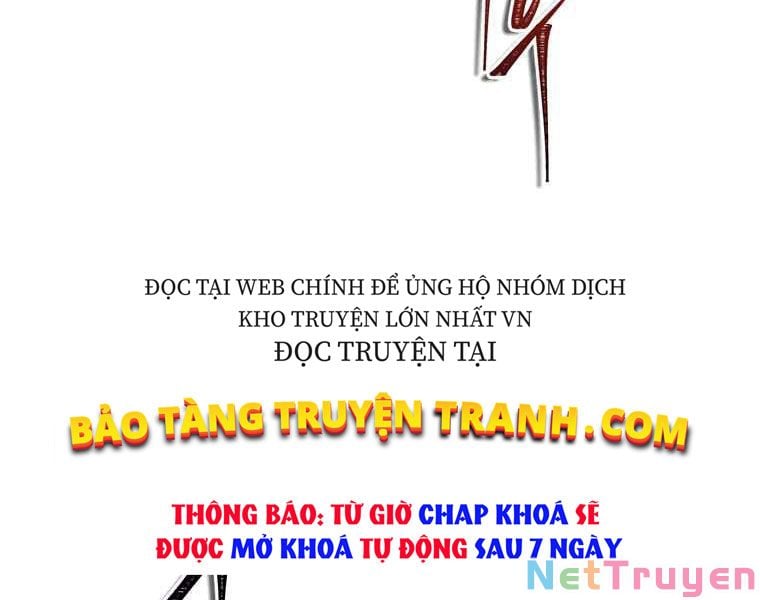 ĐỌC TẠI WEB CHÍNH ĐỂ ỦNG HỘ NHÓM DỊCH
KHO TRUYỆN LỚN NHẤT VN
ĐỌC TRUYỆN TẠI
BẢO TÀNG TRUYỆN TRANH.COM
THÔNG BÁO: TỪ GIỜ CHAP KHOÁ SẼ
ĐƯỢC MỞ KHOÁ TỰ ĐỘNG SAU 7 NGÀY
NetTruyen